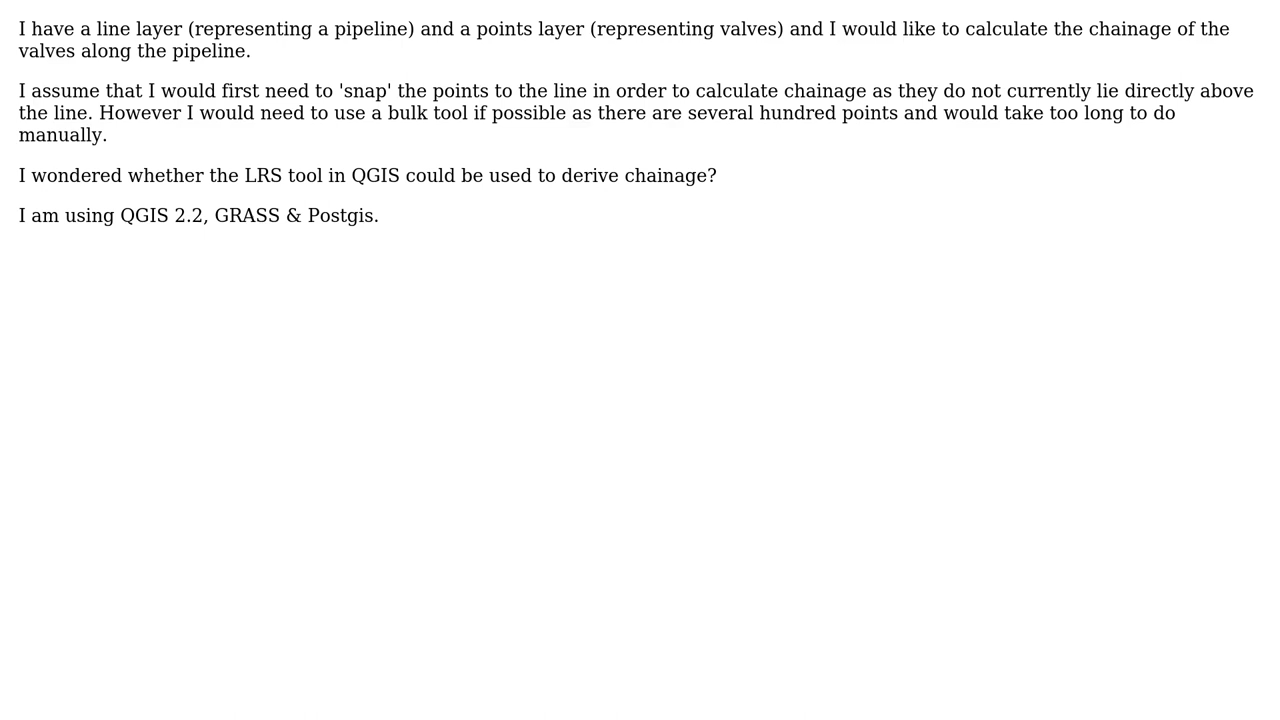 I have a line layer (representing a pipeline) and a points layer (representing valves) and I would like to calculate the chainage of the
valves along the pipeline.
I assume that I would first need to 'snap' the points to the line in order to calculate chainage as they do not currently lie directly above
the line. However I would need to use a bulk tool if possible as there are several hundred points and would take too long to do
manually.
I wondered whether the LRS tool in QGIS could be used to derive chainage?
I am using QGIS 2.2, GRASS & Postgis.